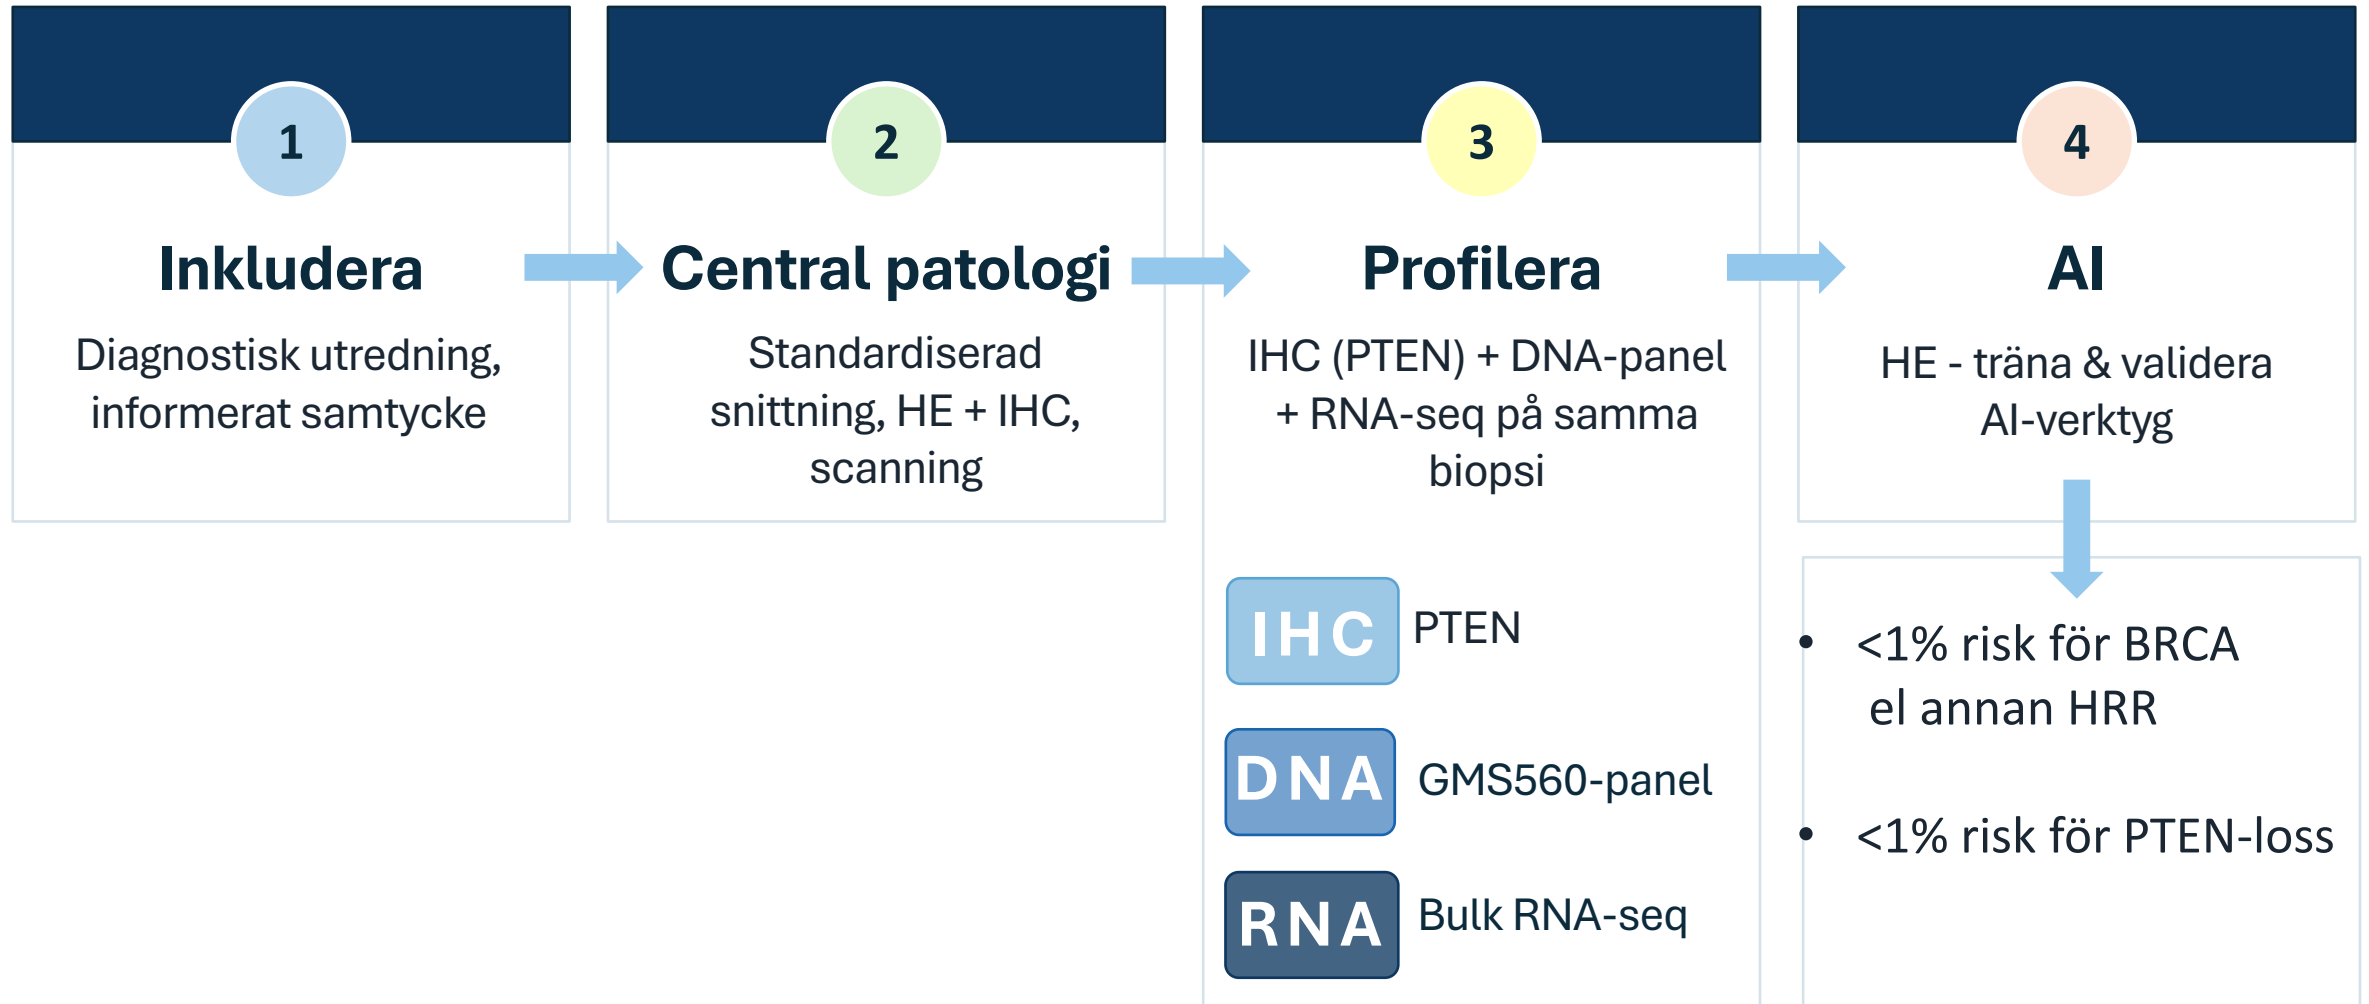 1
Inkludera
Diagnostisk utredning,
informerat samtycke
2
Central patologi
Standardiserad
snittning, HE + IHC,
scanning
3
Profilera
IHC (PTEN) + DNA-panel
+ RNA-seq på samma
biopsi
IHC PTEN
DNA GMS560-panel
RNA Bulk RNA-seq
4
AI
HE - träna & validera
AI-verktyg
• <1% risk för BRCA
el annan HRR
• <1% risk för PTEN-loss